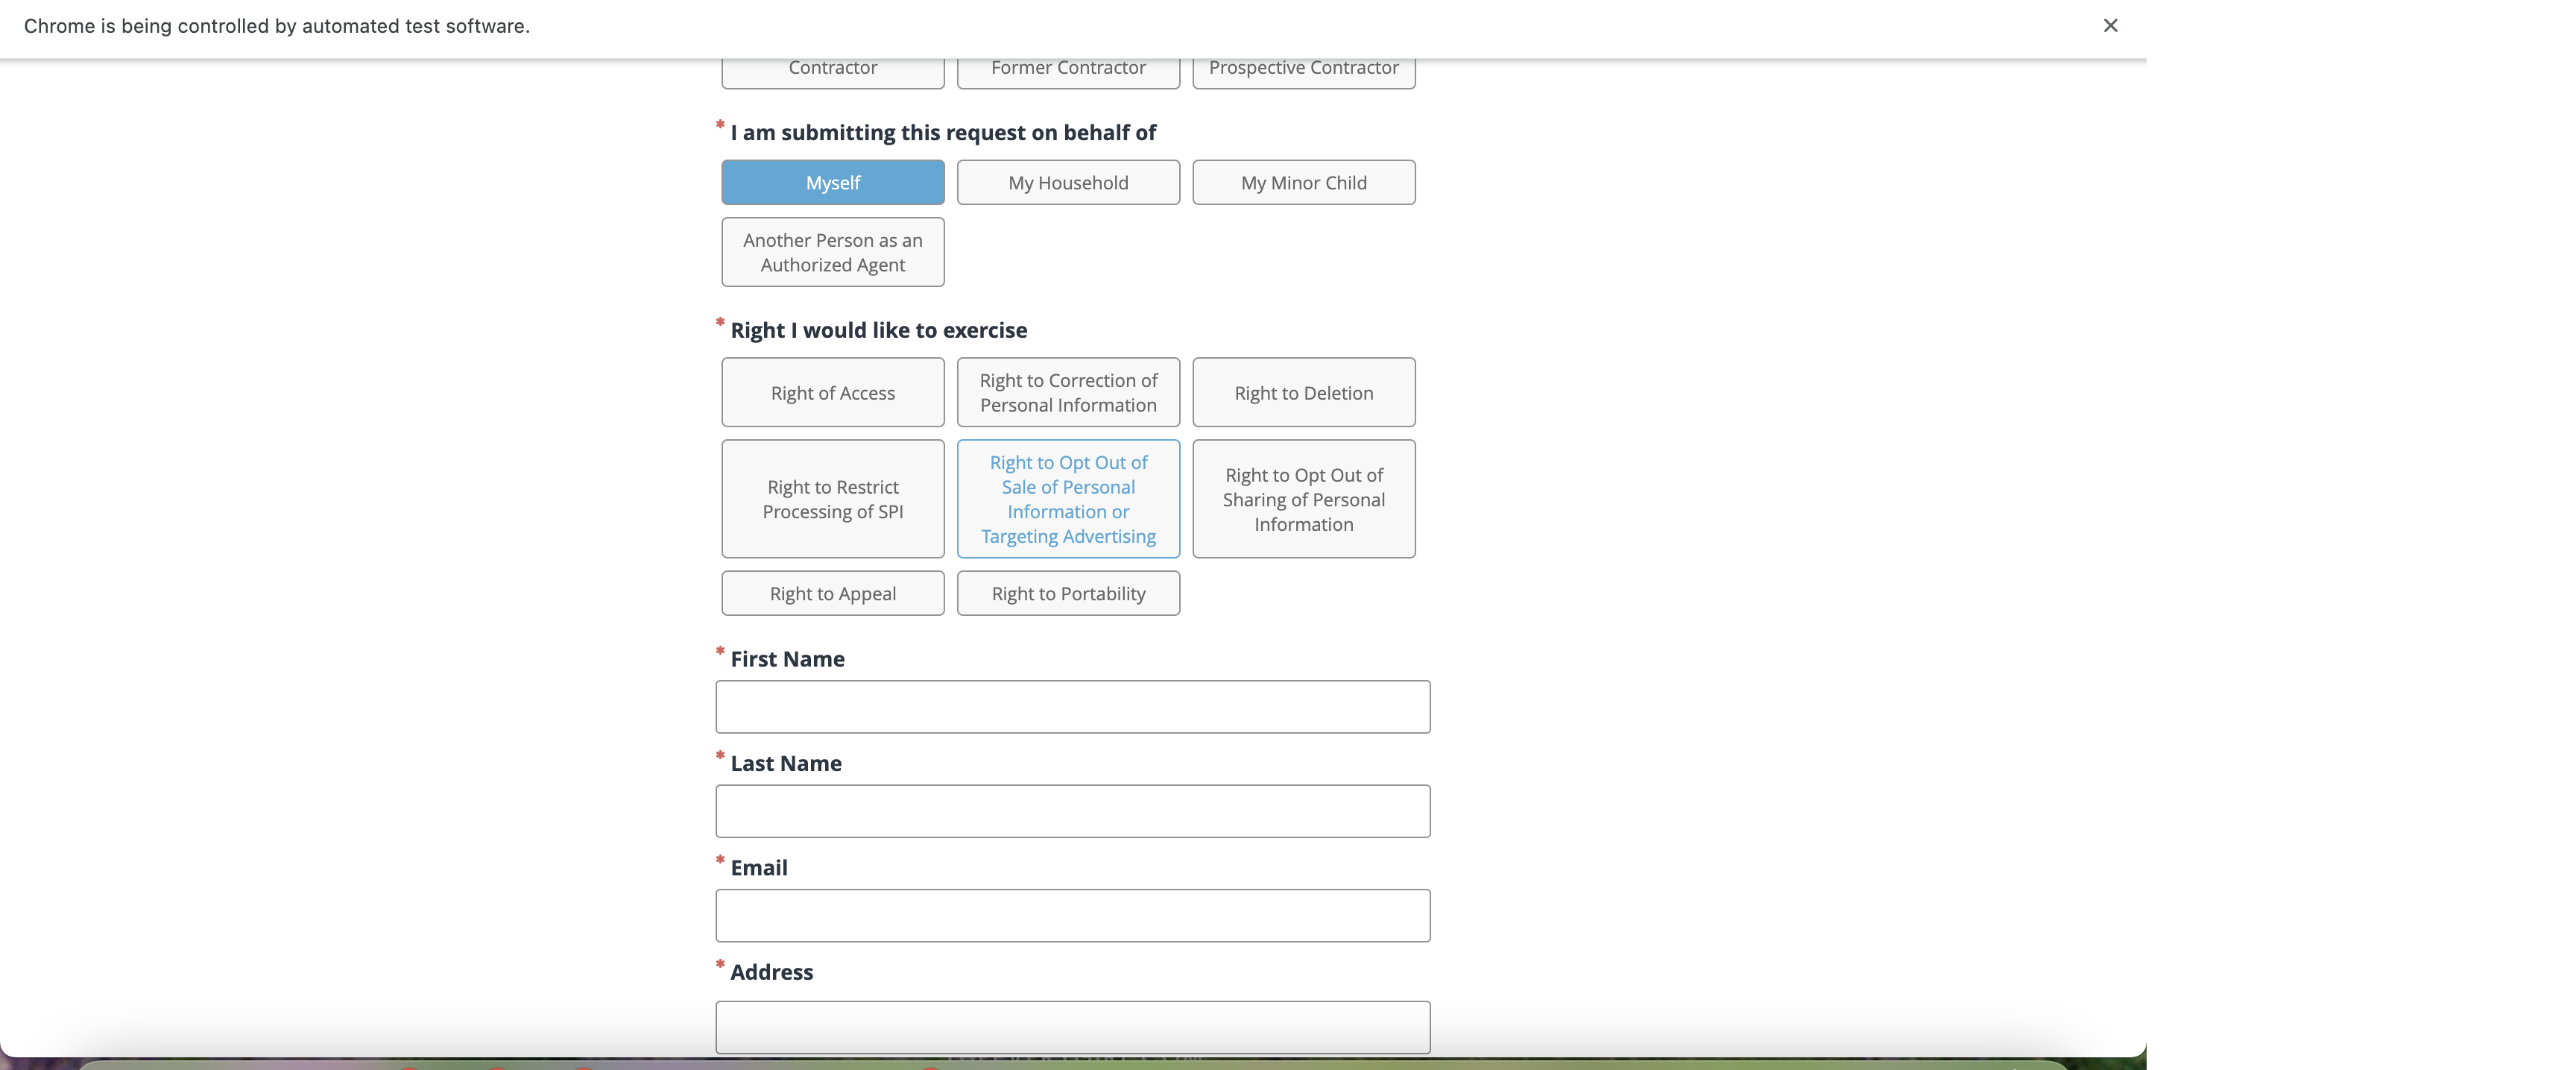 Chrome is being controlled by automated test software.
Contractor
Former Contractor
Prospective Contractor
* I am submitting this request on behalf of
Myself
My Household
My Minor Child
Another Person as an
Authorized Agent
* Right I would like to exercise
Right of Access
Right to Correction of
Personal Information
Right to Deletion
Right to Restrict
Processing of SPI
Right to Opt Out of
Sale of Personal
Information or
Targeting Advertising
Right to Opt Out of
Sharing of Personal
Information
Right to Appeal
Right to Portability
* First Name
* Last Name
* Email
* Address